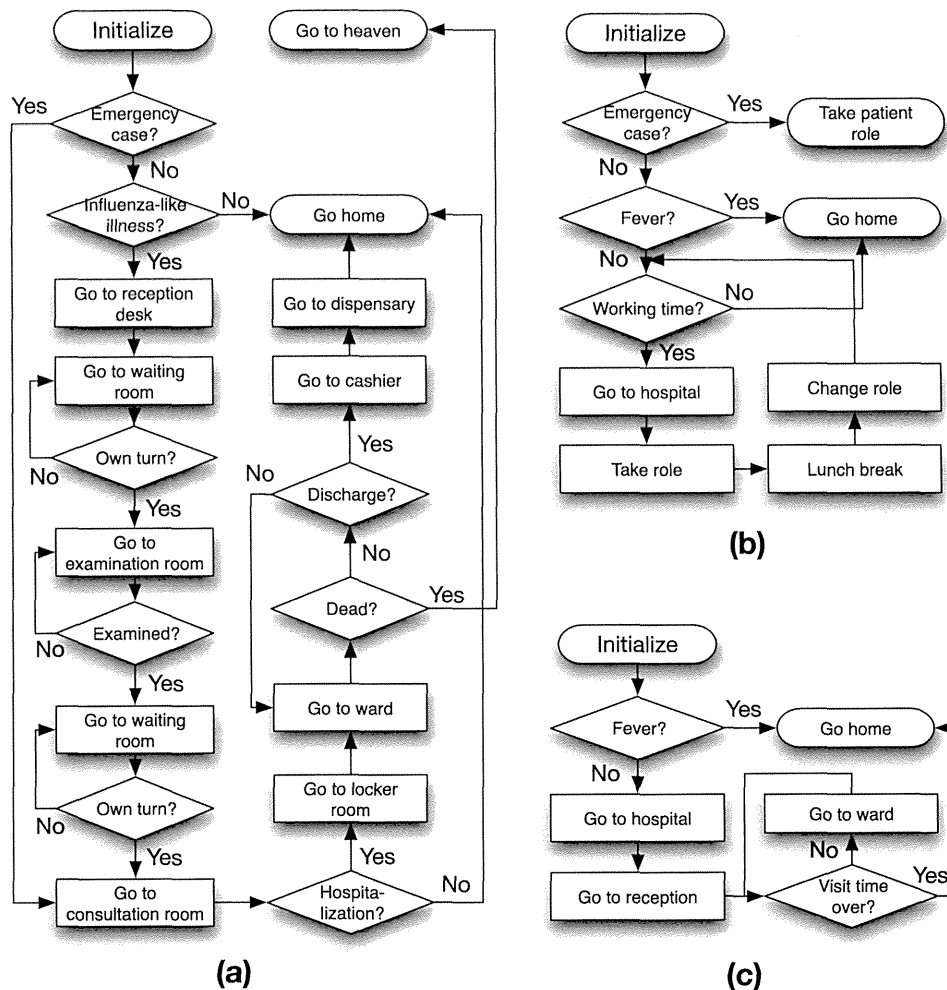 Initialize
Yes
Emergency
case?
No
Influenza-like
illness?
No
Yes
Go to reception
desk
Go to waiting
room
Own turn?
No
Yes
Go to
examination room
Examined?
No
Yes
Go to waiting
room
Own turn?
No
Yes
Go to
consultation room
Go to heaven
Go home
Go to dispensary
Go to cashier
Yes
No
Discharge?
No
Dead?
Yes
Go to ward
Go to locker
room
Yes
Hospita-
lization?
No
(a)
Initialize
Emergency
case?
Yes
Take patient
role
No
Fever?
Yes
Go home
No
Working time?
No
Yes
Go to hospital
Change role
Take role
Lunch break
(b)
Initialize
Fever?
Yes
Go home
No
Go to hospital
Go to ward
No
Yes
Go to reception
Visit time
over?
(c)